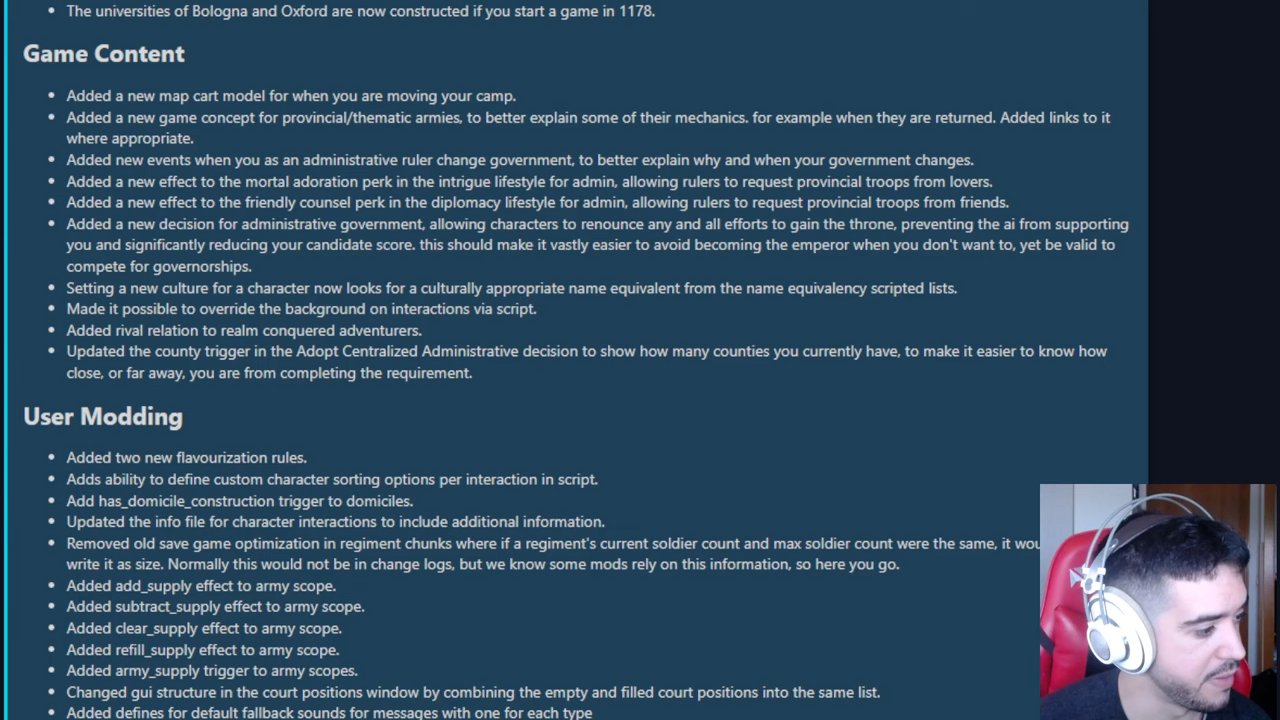 The universities of Bologna and Oxford are now constructed if you start a game in 1178.
Game Content
Added a new map cart model for when you are moving your camp.
Added a new game concept for provincial/thematic armies, to better explain some of their mechanics. for example when they are returned. Added links to it
where appropriate.
Added new events when you as an administrative ruler change government, to better explain why and when your government changes.
Added a new effect to the mortal adoration perk in the intrigue lifestyle for admin, allowing rulers to request provincial troops from lovers.
Added a new effect to the friendly counsel perk in the diplomacy lifestyle for admin, allowing rulers to request provincial troops from friends.
Added a new decision for administrative government, allowing characters to renounce any and all efforts to gain the throne, preventing the ai from supporting
you and significantly reducing your candidate score. this should make it vastly easier to avoid becoming the emperor when you don't want to, yet be valid to
compete for governorships.
Setting a new culture for a character now looks for a culturally appropriate name equivalent from the name equivalency scripted lists.
Made it possible to override the background on interactions via script.
Added rival relation to realm conquered adventurers.
Updated the county trigger in the Adopt Centralized Administrative decision to show how many counties you currently have, to make it easier to know how
close, or far away, you are from completing the requirement.
User Modding
Added two new flavourization rules.
Adds ability to define custom character sorting options per interaction in script.
Add has_domicile_construction trigger to domiciles.
Updated the info file for character interactions to include additional information.
Removed old save game optimization in regiment chunks where if a regiment's current soldier count and max soldier count were the same, it
write it as size. Normally this would not be in change logs, but we know some mods rely on this information, so here you go.
Added add_supply effect to army scope.
Added subtract_supply effect to army scope.
Added clear_supply effect to army scope.
Added refill_supply effect to army scope.
Added army_supply trigger to army scopes.
Changed gui structure in the court positions window by combining the empty and filled court positions into the same list.
Added defines for default fallback sounds for messages with one for each type